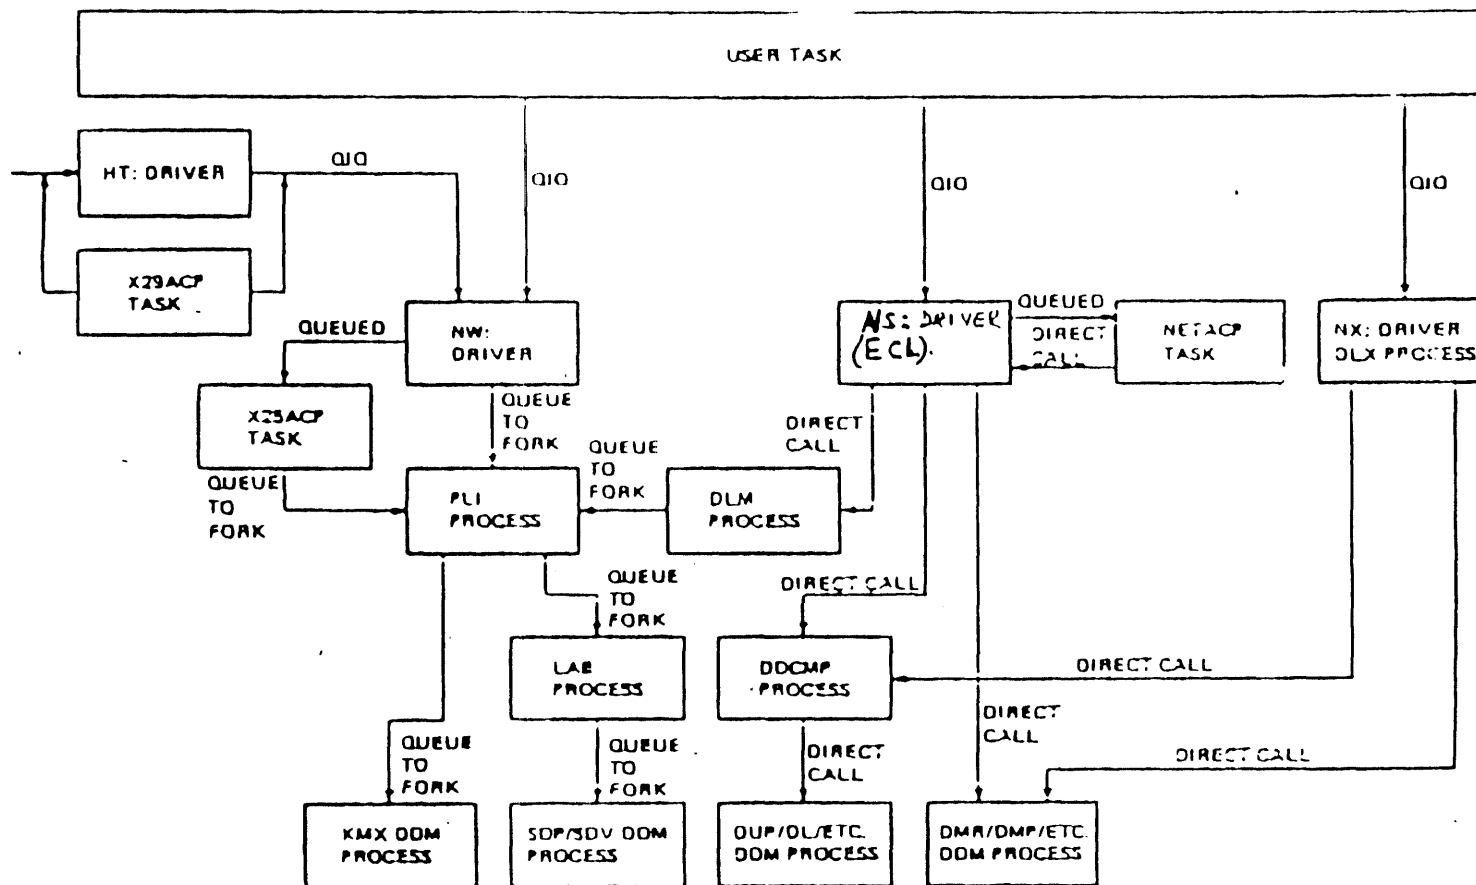 USER TASK
HT: DRIVER
QIO
QIO
QIO
QIO
X29ACP
TASK
QUEUED
NW:
DRIVER
NS: DRIVER
(ECL).
QUEUED
DIRECT
CALL
NETACP
TASK
NX: DRIVER
DLX PROCESS
X25ACP
TASK
QUEUE
TO
FORK
QUEUE
TO
FORK
DIRECT
CALL
QUEUE
TO
FORK
PLI
PROCESS
DLM
PROCESS
QUEUE
TO
FORK
DIRECT CALL
LAB
PROCESS
DDCMP
PROCESS
DIRECT CALL
QUEUE
TO
FORK
QUEUE
TO
FORK
DIRECT
CALL
DIRECT
CALL
DIRECT CALL
KMX DDM
PROCESS
SDP/SDV DDM
PROCESS
DUP/DL/ETC.
DDM PROCESS
DMR/DMP/ETC.
DDM PROCESS